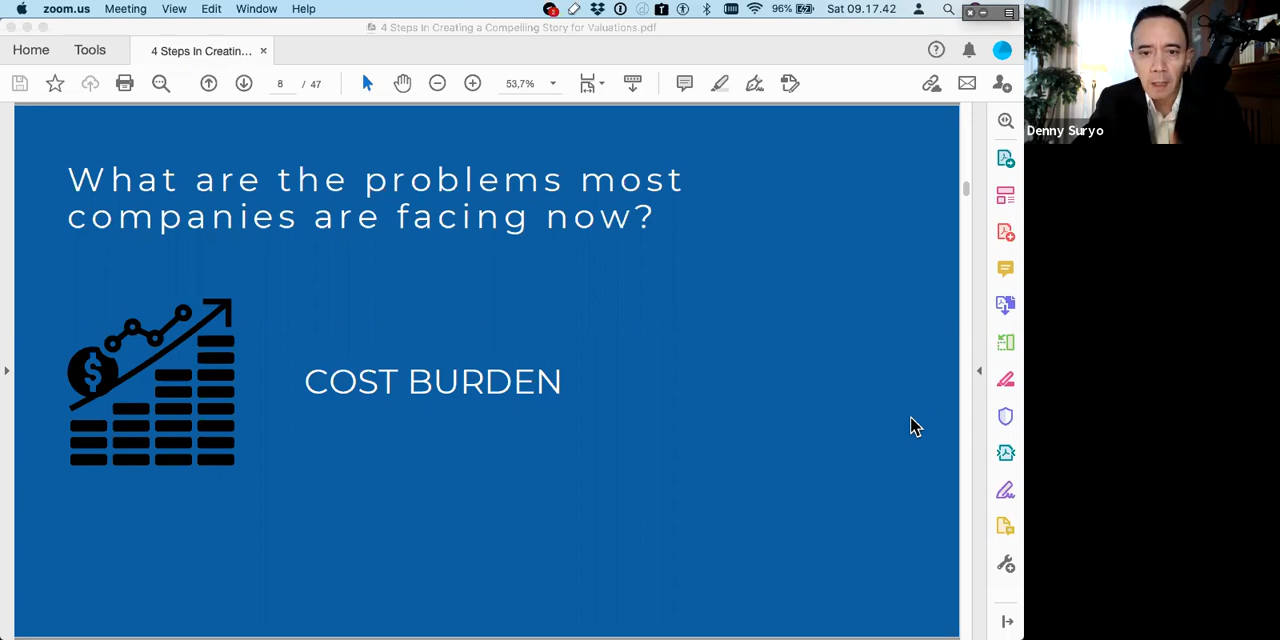 zoom.us Meeting View Edit Window Help
2
96%
Sat 09.17.42
4 Steps In Creating a Compelling Story for Valuations.pdf
Home Tools 4 Steps In Creatin... ×
8 / 47
53,7%
Denny Suryo
What are the problems most
companies are facing now?
$
COST BURDEN